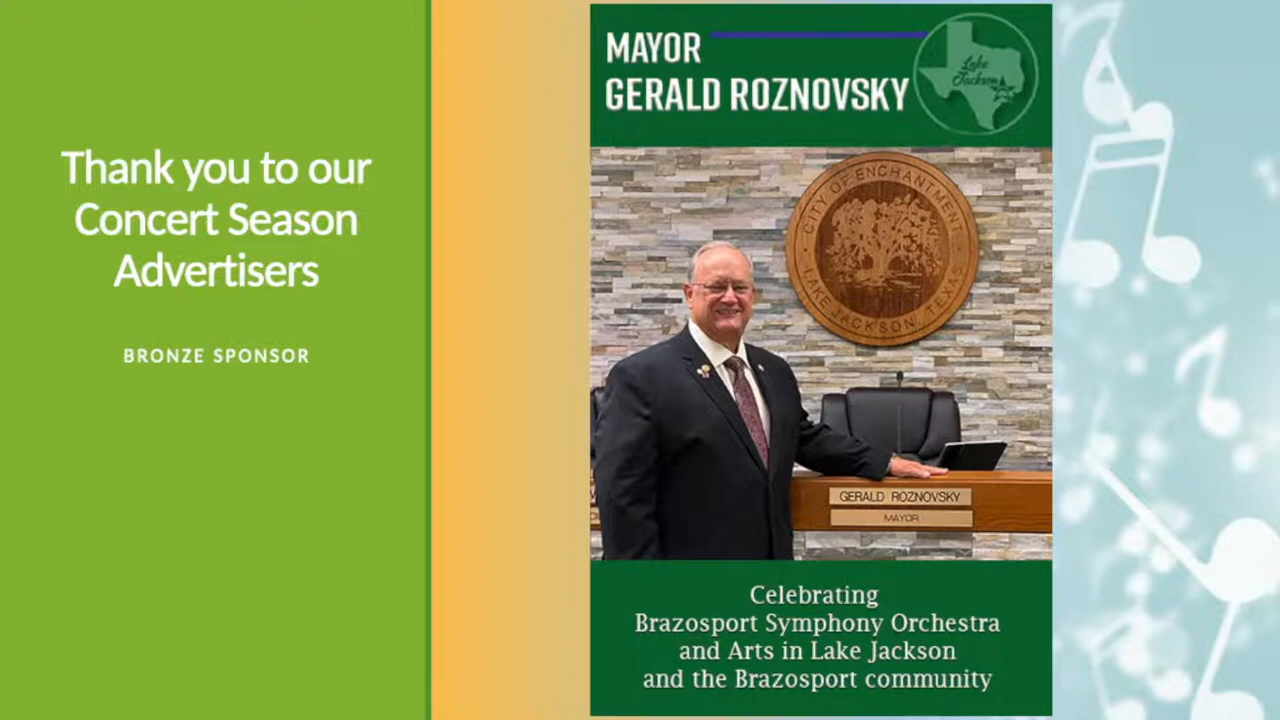 Thank you to our
Concert Season
Advertisers
BRONZE SPONSOR
MAYOR
GERALD ROZNOVSKY
Lake
Jackson
CITY OF ENCHANTMENT
LAKE JACKSON, TEXAS
GERALD ROZNOVSKY
MAYOR
Celebrating
Brazosport Symphony Orchestra
and Arts in Lake Jackson
and the Brazosport community